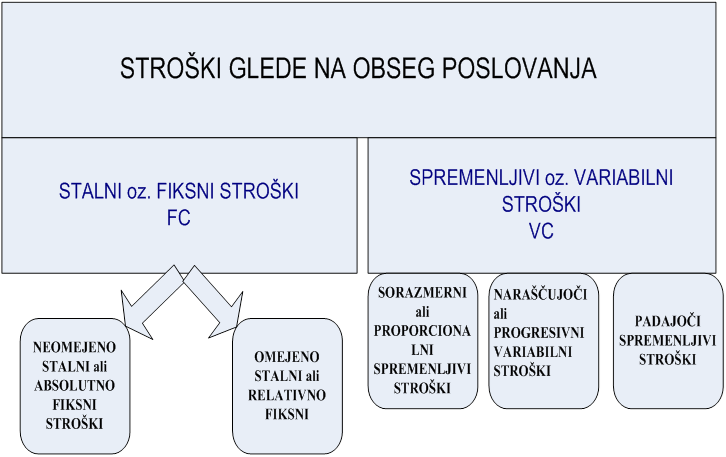 STROŠKI GLEDE NA OBSEG POSLOVANJA
STALNI oz. FIKSNI STROŠKI
FC
SPREMENLJIVI oz. VARIABILNI
STROŠKI
VC
NEOMEJENO
STALNI ali
ABSOLUTNO
FIKSNI
STROŠKI
OMEJENO
STALNI ali
RELATIVNO
FIKSNI
SORAZMERNI
ali
PROPORCIONA
LNI
SPREMENLJIVI
STROŠKI
NARAŠČUJOČI
ali
PROGRESIVNI
VARIABILNI
STROŠKI
PADAJOČI
SPREMENLJIVI
STROŠKI